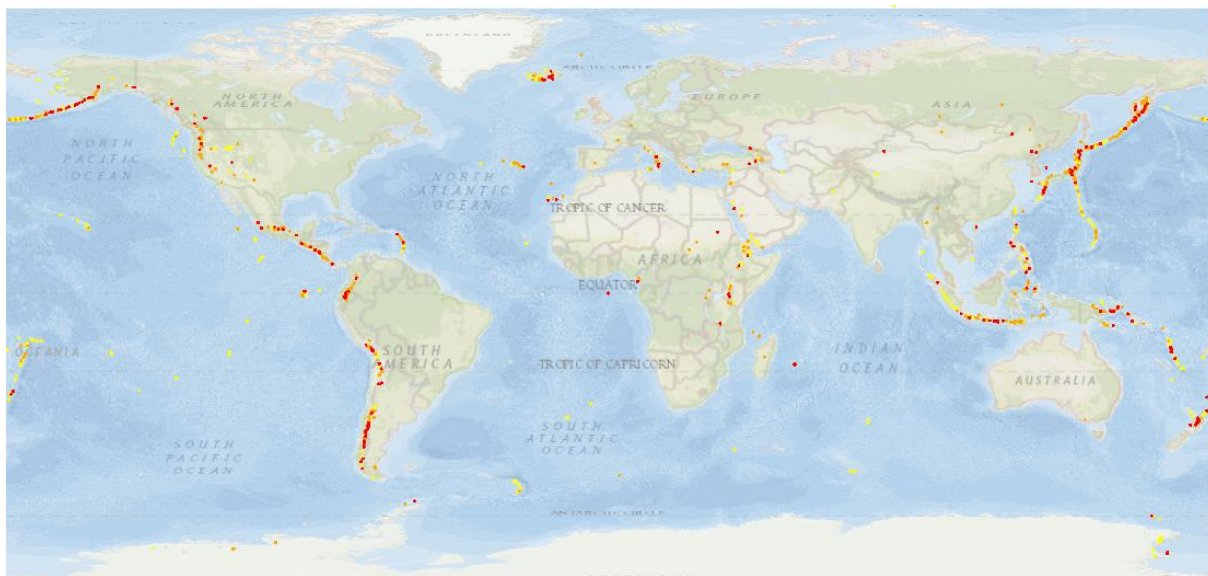 GREENLAND
ARCTIC CIRCLE
NORTH
AMERICA
EUROPE
ASIA
NORTH
PACIFIC
OCEAN
NORTH
ATLANTIC
OCEAN
TROPIC OF CANCER
AFRICA
EQUATOR
OCEANIA
SOUTH
AMERICA
TROPIC OF CAPRICORN
INDIAN
OCEAN
AUSTRALIA
SOUTH
PACIFIC
OCEAN
SOUTH
ATLANTIC
OCEAN
ANTARCTIC CIRCLE